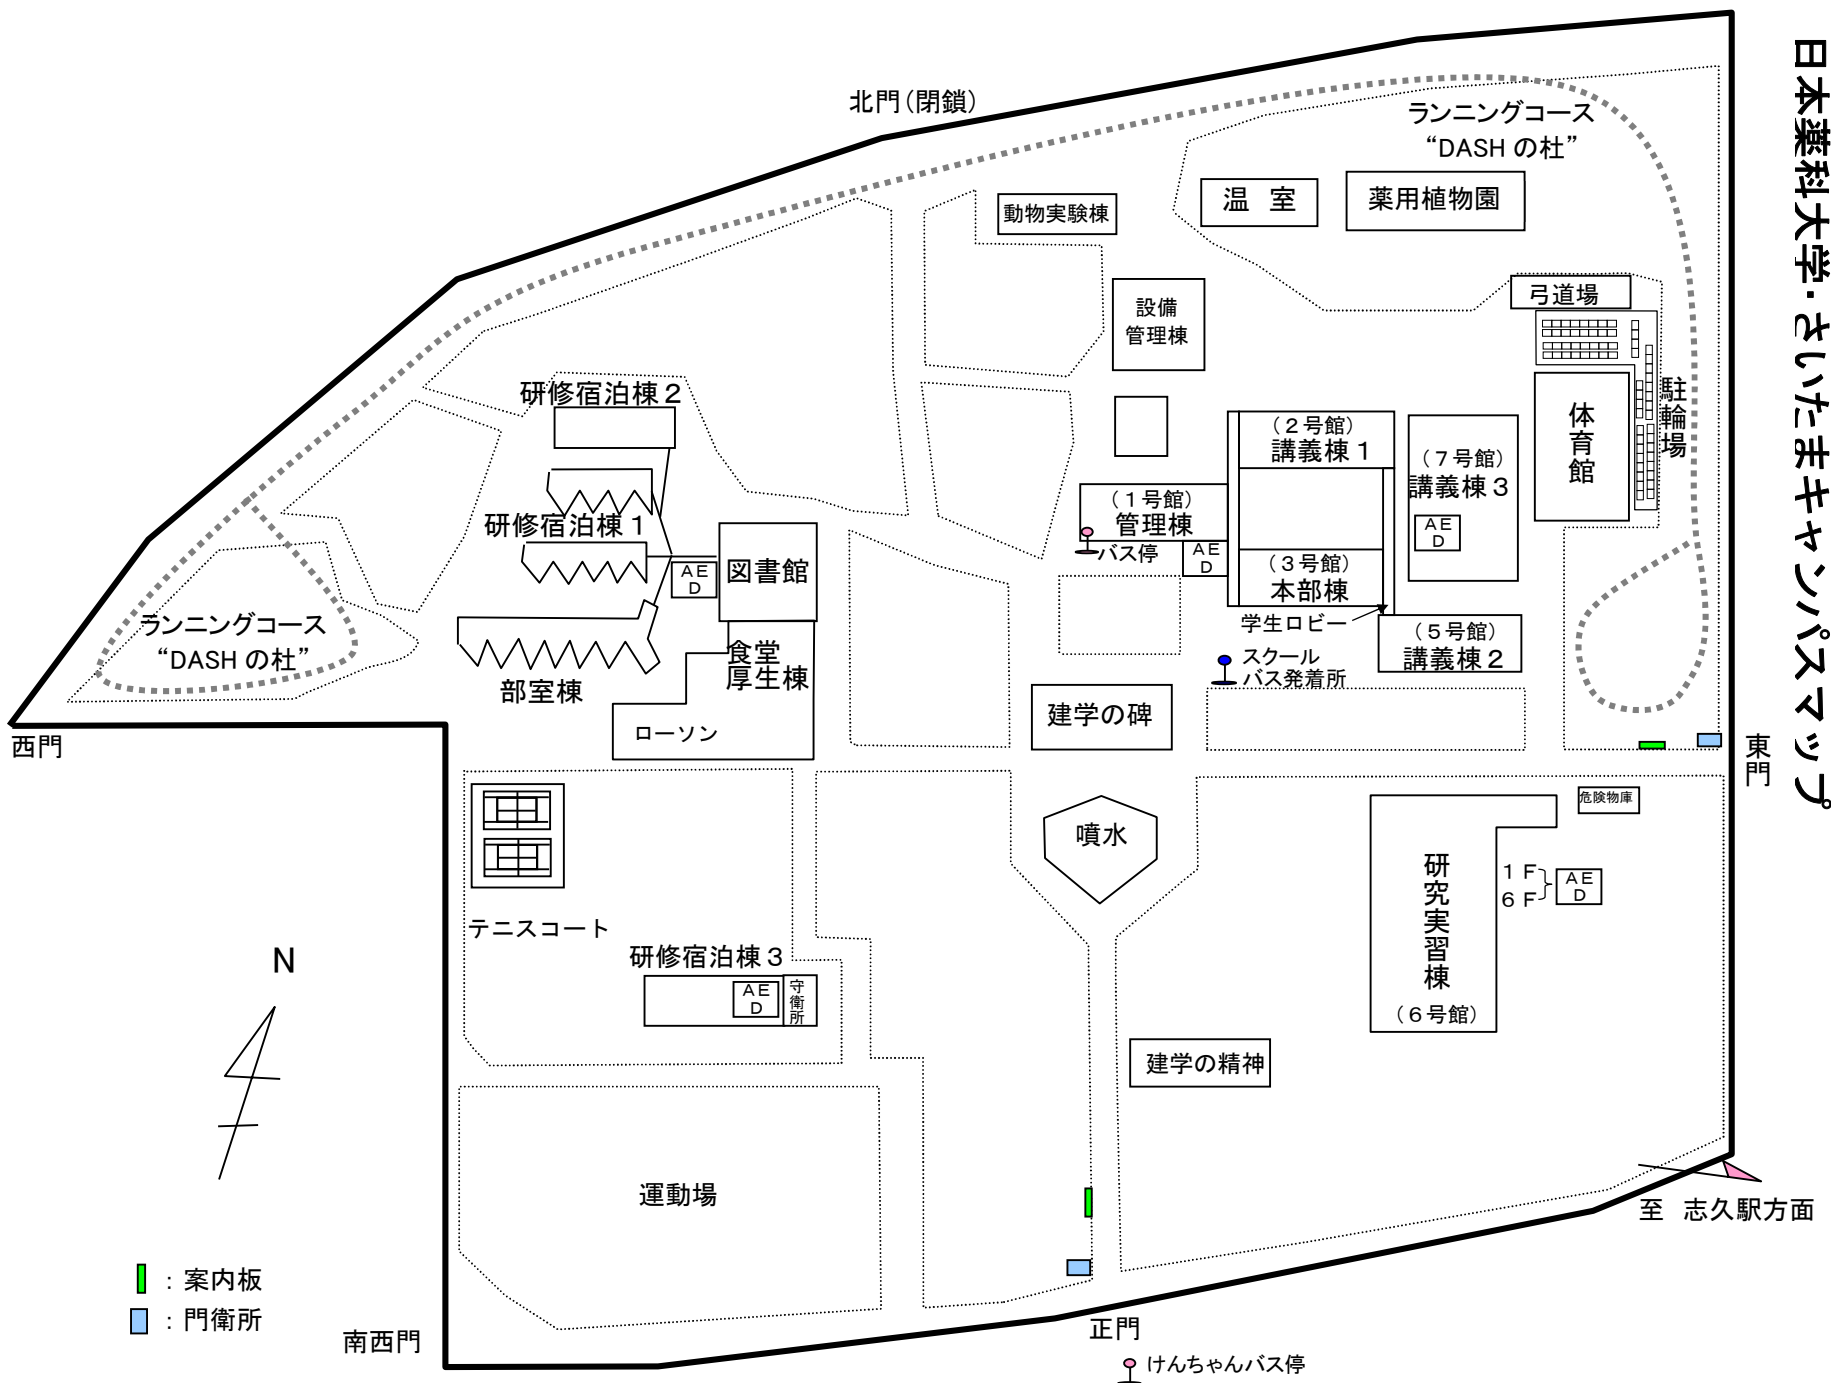 日本薬科大学・さいたまキャンパスマップ
北門（閉鎖）
ランニングコース
“DASH の杜”
温 室
薬用植物園
動物実験棟
弓道場
設備
管理棟
駐輪場
体育館
研修宿泊棟２
（２号館）
講義棟１
（７号館）
講義棟３
ＡＥ
Ｄ
（１号館）
管理棟
バス停
ＡＥ
Ｄ
（３号館）
本部棟
学生ロビー
（５号館）
講義棟２
スクール
バス発着所
研修宿泊棟１
ＡＥ
Ｄ
図書館
食堂
厚生棟
ローソン
部室棟
ランニングコース
“DASH の杜”
西門
建学の碑
東門
危険物庫
噴水
研究実習棟
（６号館）
１Ｆ
６Ｆ
ＡＥ
Ｄ
テニスコート
研修宿泊棟３
ＡＥ
Ｄ
守衛所
N
建学の精神
運動場
至 志久駅方面
：案内板
：門衛所
南西門
正門
けんちゃんバス停